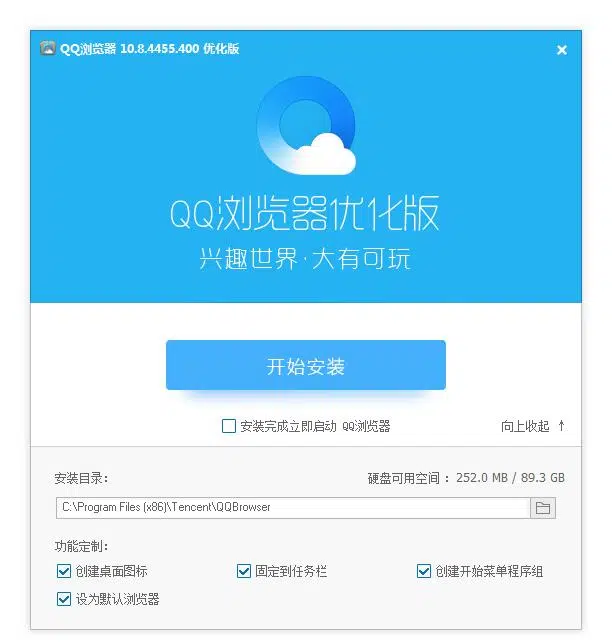 QQ浏览器 10.8.4455.400 优化版
QQ浏览器优化版
兴趣世界·大有可玩
开始安装
安装完成立即启动 QQ浏览器 向上收起 ↑
安装目录： 硬盘可用空间： 252.0 MB / 89.3 GB
C:\Program Files (x86)\Tencent\QQBrowser
功能定制：
创建桌面图标 固定到任务栏 创建开始菜单程序组
设为默认浏览器